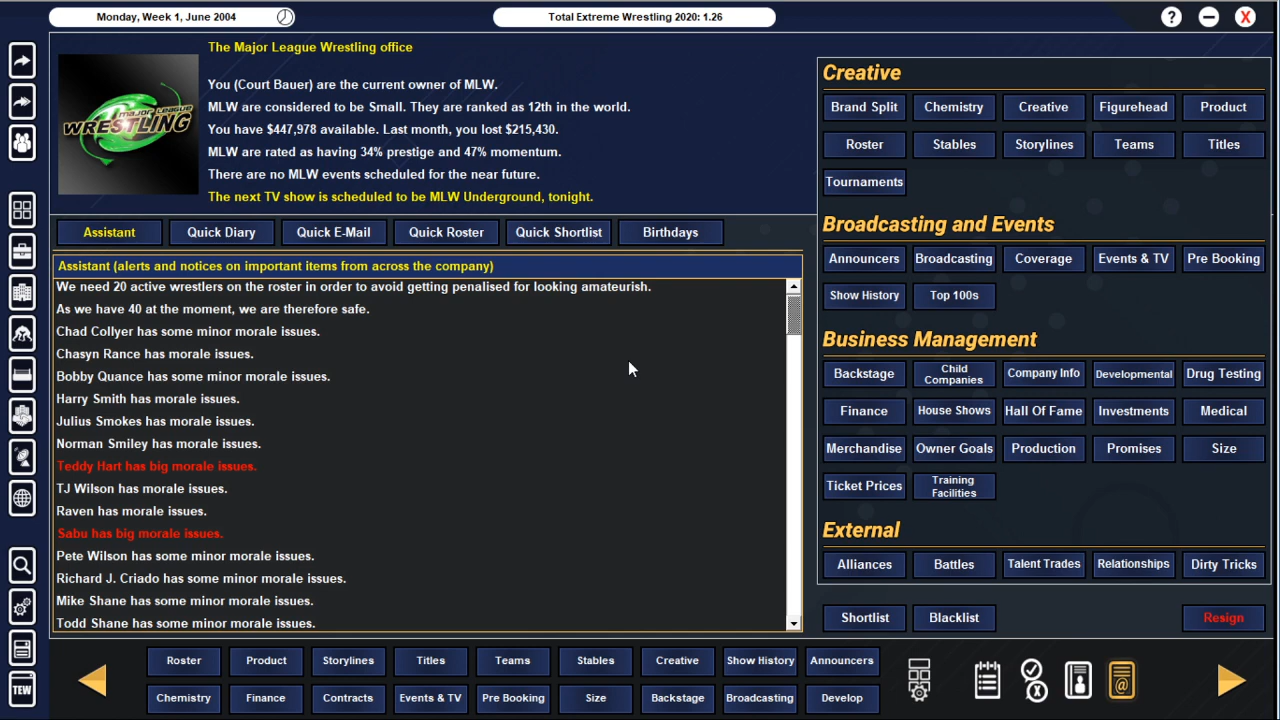 Monday, Week 1, June 2004
Total Extreme Wrestling 2020: 1.26
?
X
The Major League Wrestling office
MAJOR LEAGUE
WRESTLING
You (Court Bauer) are the current owner of MLW.
MLW are considered to be Small. They are ranked as 12th in the world.
You have $447,978 available. Last month, you lost $215,430.
MLW are rated as having 34% prestige and 47% momentum.
There are no MLW events scheduled for the near future.
The next TV show is scheduled to be MLW Underground, tonight.
Assistant Quick Diary Quick E-Mail Quick Roster Quick Shortlist Birthdays
Assistant (alerts and notices on important items from across the company)
We need 20 active wrestlers on the roster in order to avoid getting penalised for looking amateurish.
As we have 40 at the moment, we are therefore safe.
Chad Collyer has some minor morale issues.
Chasyn Rance has morale issues.
Bobby Quance has some minor morale issues.
Harry Smith has morale issues.
Julius Smokes has morale issues.
Norman Smiley has morale issues.
Teddy Hart has big morale issues.
TJ Wilson has morale issues.
Raven has morale issues.
Sabu has big morale issues.
Pete Wilson has some minor morale issues.
Richard J. Criado has some minor morale issues.
Mike Shane has some minor morale issues.
Todd Shane has some minor morale issues.
Creative
Brand Split Chemistry Creative Figurehead Product
Roster Stables Storylines Teams Titles
Tournaments
Broadcasting and Events
Announcers Broadcasting Coverage Events & TV Pre Booking
Show History Top 100s
Business Management
Backstage Child Companies Company Info Developmental Drug Testing
Finance House Shows Hall Of Fame Investments Medical
Merchandise Owner Goals Production Promises Size
Ticket Prices Training Facilities
External
Alliances Battles Talent Trades Relationships Dirty Tricks
Shortlist Blacklist Resign
Roster Product Storylines Titles Teams Stables Creative Show History Announcers
Chemistry Finance Contracts Events & TV Pre Booking Size Backstage Broadcasting Develop
TEW
@